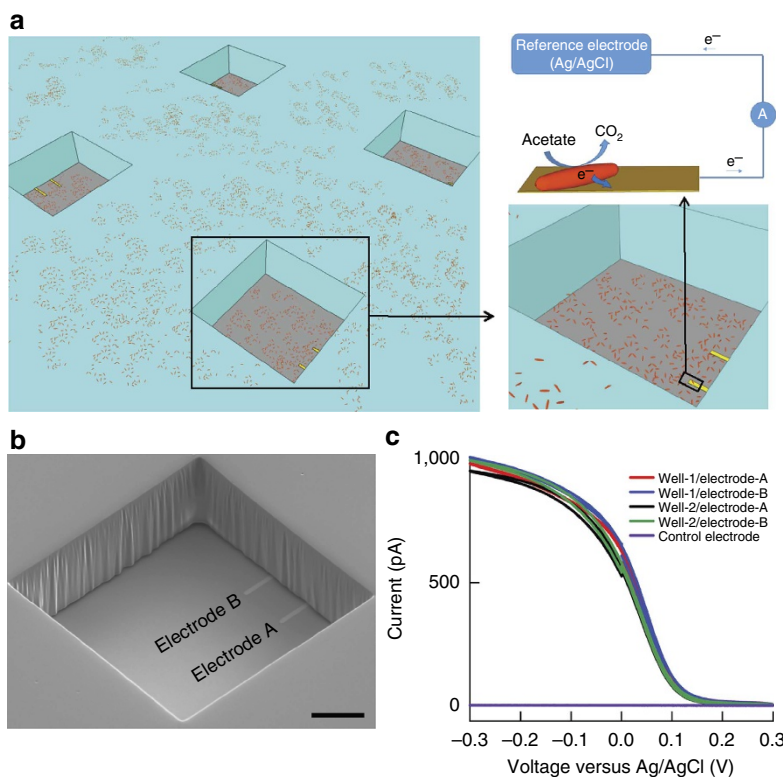 a
Reference electrode
(Ag/AgCl)
e–
A
Acetate
CO2
e–
e–
b
Electrode B
Electrode A
c
1,000
500
0
Current (pA)
Well-1/electrode-A
Well-1/electrode-B
Well-2/electrode-A
Well-2/electrode-B
Control electrode
–0.3 –0.2 –0.1 0.0 0.1 0.2 0.3
Voltage versus Ag/AgCl (V)